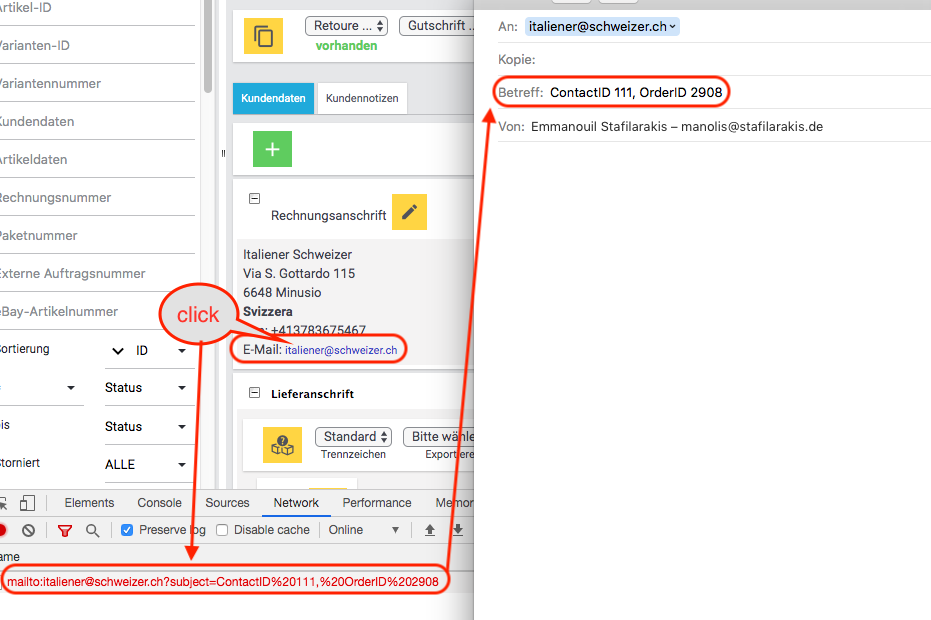 Artikel-ID
Varianten-ID
Variantennummer
Kundendaten
Artikeldaten
Rechnungsnummer
Paketnummer
Externe Auftragsnummer
eBay-Artikelnummer
Sortierung
ID
Status
is
Status
Storniert
ALLE
Retoure ...
Gutschrift ...
vorhanden
Kundendaten
Kundennotizen
Rechnungsanschrift
Italiener Schweizer
Via S. Gottardo 115
6648 Minusio
Svizzera
: +413783675467
click
E-Mail: italiener@schweizer.ch
Lieferanschrift
Standard
Bitte wähle
Trennzeichen
Exportiere
Elements
Console
Sources
Network
Performance
Memor
Preserve log
Disable cache
Online
ame
mailto:italiener@schweizer.ch?subject=ContactID%20111,%20OrderID%202908
An: italiener@schweizer.ch
Kopie:
Betreff: ContactID 111, OrderID 2908
Von: Emmanouil Stafilarakis – manolis@stafilarakis.de